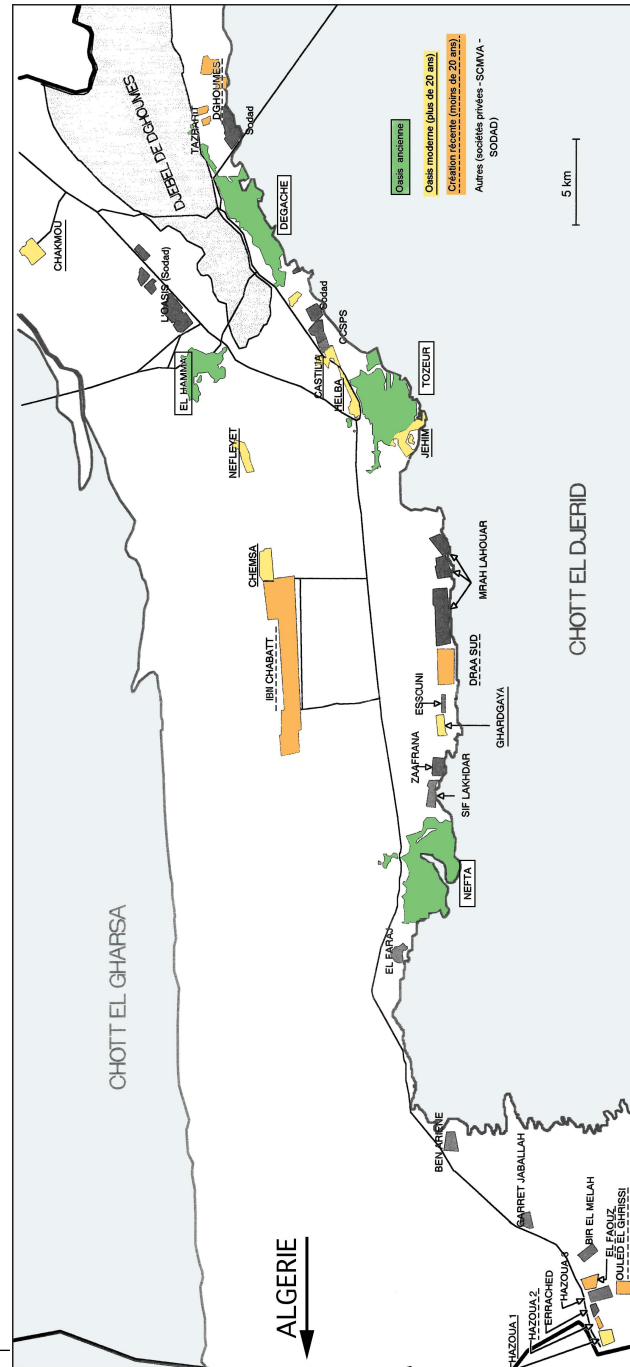 CHOTT EL GHARSA
CHOTT EL DJERID
ALGERIE
DJEBEL DE DGHOUMES
CHAKMOU
L'OASIS (Sodad)
EL HAMMA
NEFLEYET
CHEMSA
IBN CHABATT
TAZRARIT
DGHOUMES
Sodad
DEGACHE
Sodad
CCSPS
CASTILIA
HELBA
TOZEUR
JEHIM
MRAH LAHOUAR
DRAA SUD
ESSOUNI
GHARDGAYA
ZAAFRANA
SIF LAKHDAR
NEFTA
EL FARAJ
BEN ARIENE
GARRET JABALLAH
BIR EL MELAH
EL FAOUZ
OULED EL GHRISSI
HAZOUA 3
ERRACHED
HAZOUA 2
HAZOUA 1
Oasis ancienne
Oasis moderne (plus de 20 ans)
Création récente (moins de 20 ans)
Autres (sociétés privées - SCMVA -
SODAD)
5 km